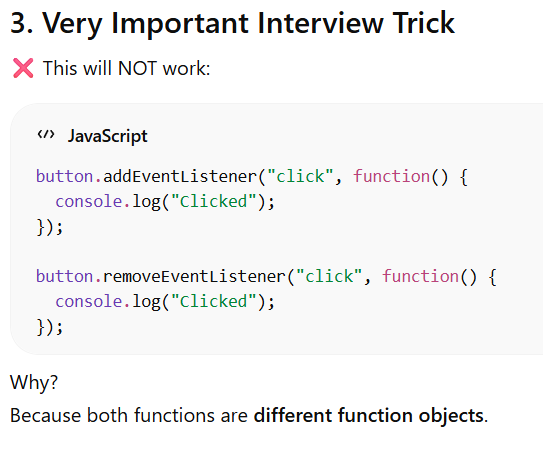 3. Very Important Interview Trick
❌ This will NOT work:
</> JavaScript
button.addEventListener("click", function() {
  console.log("Clicked");
});
button.removeEventListener("click", function() {
  console.log("Clicked");
});
Why?
Because both functions are different function objects.